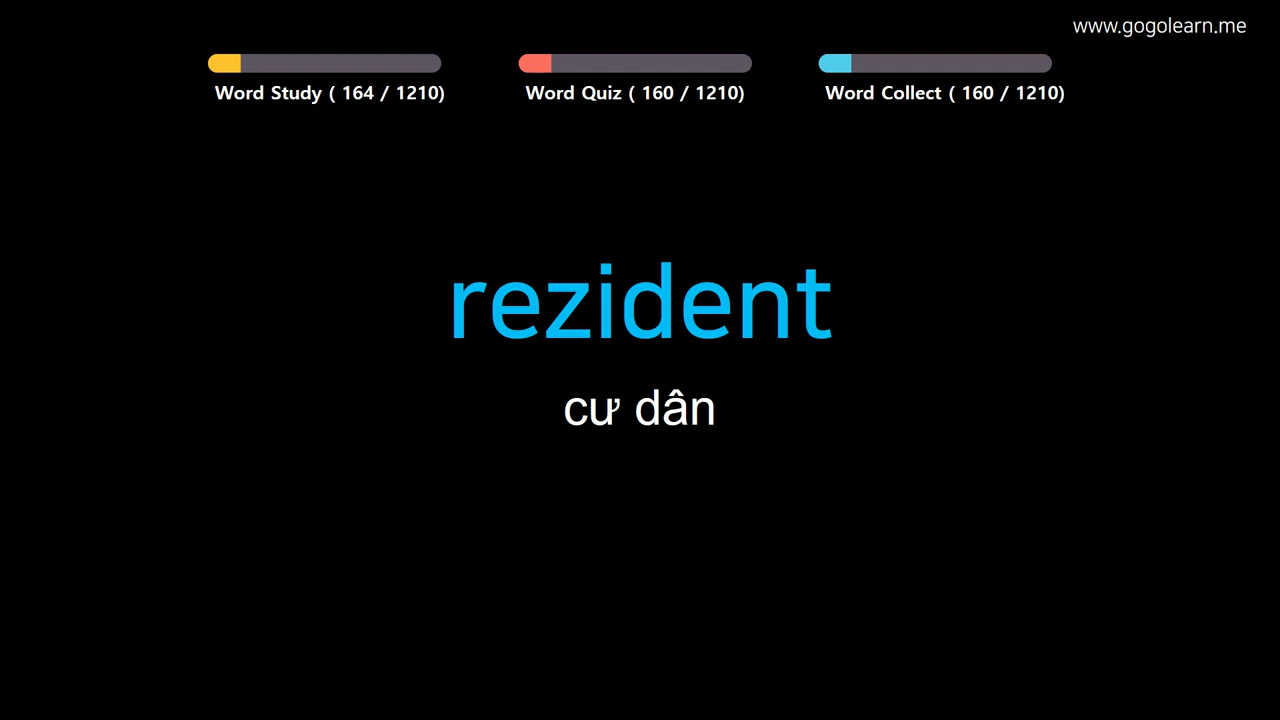 www.gogolearn.me
Word Study ( 164 / 1210)
Word Quiz ( 160 / 1210)
Word Collect ( 160 / 1210)
rezident
cư dân